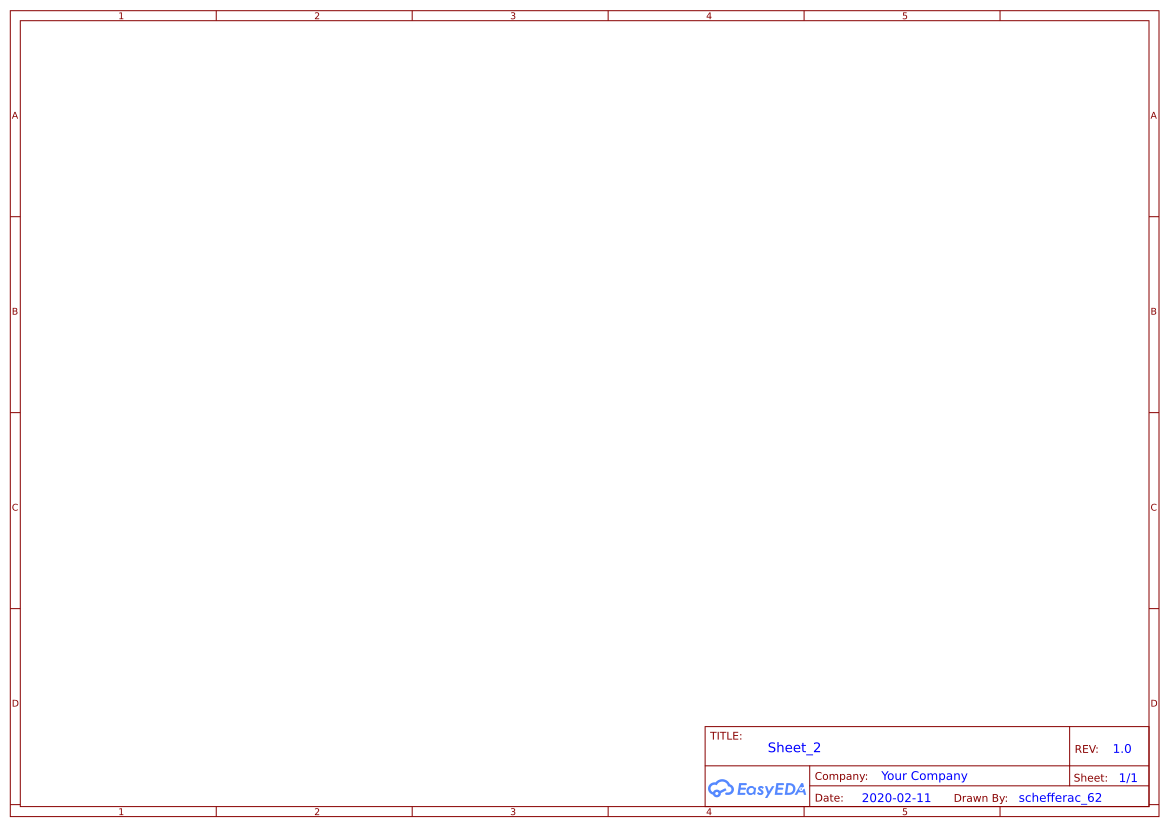 1 2 3 4 5
A A
B B
C C
D D
TITLE:
Sheet_2
REV: 1.0
EasyEDA
Company: Your Company
Sheet: 1/1
Date: 2020-02-11 Drawn By: schefferac_62
1 2 3 4 5